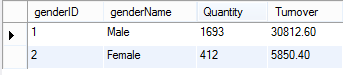 genderID genderName Quantity Turnover
1 Male 1693 30812.60
2 Female 412 5850.40